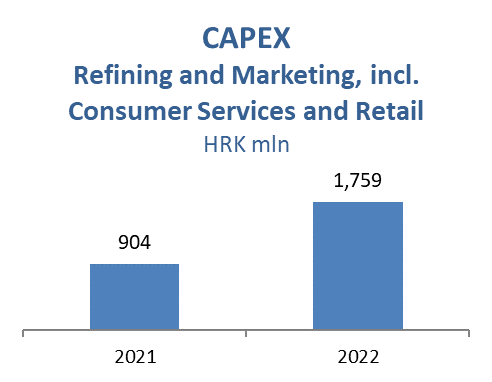 CAPEX
Refining and Marketing, incl.
Consumer Services and Retail
HRK mln
1,759
904
2021 2022